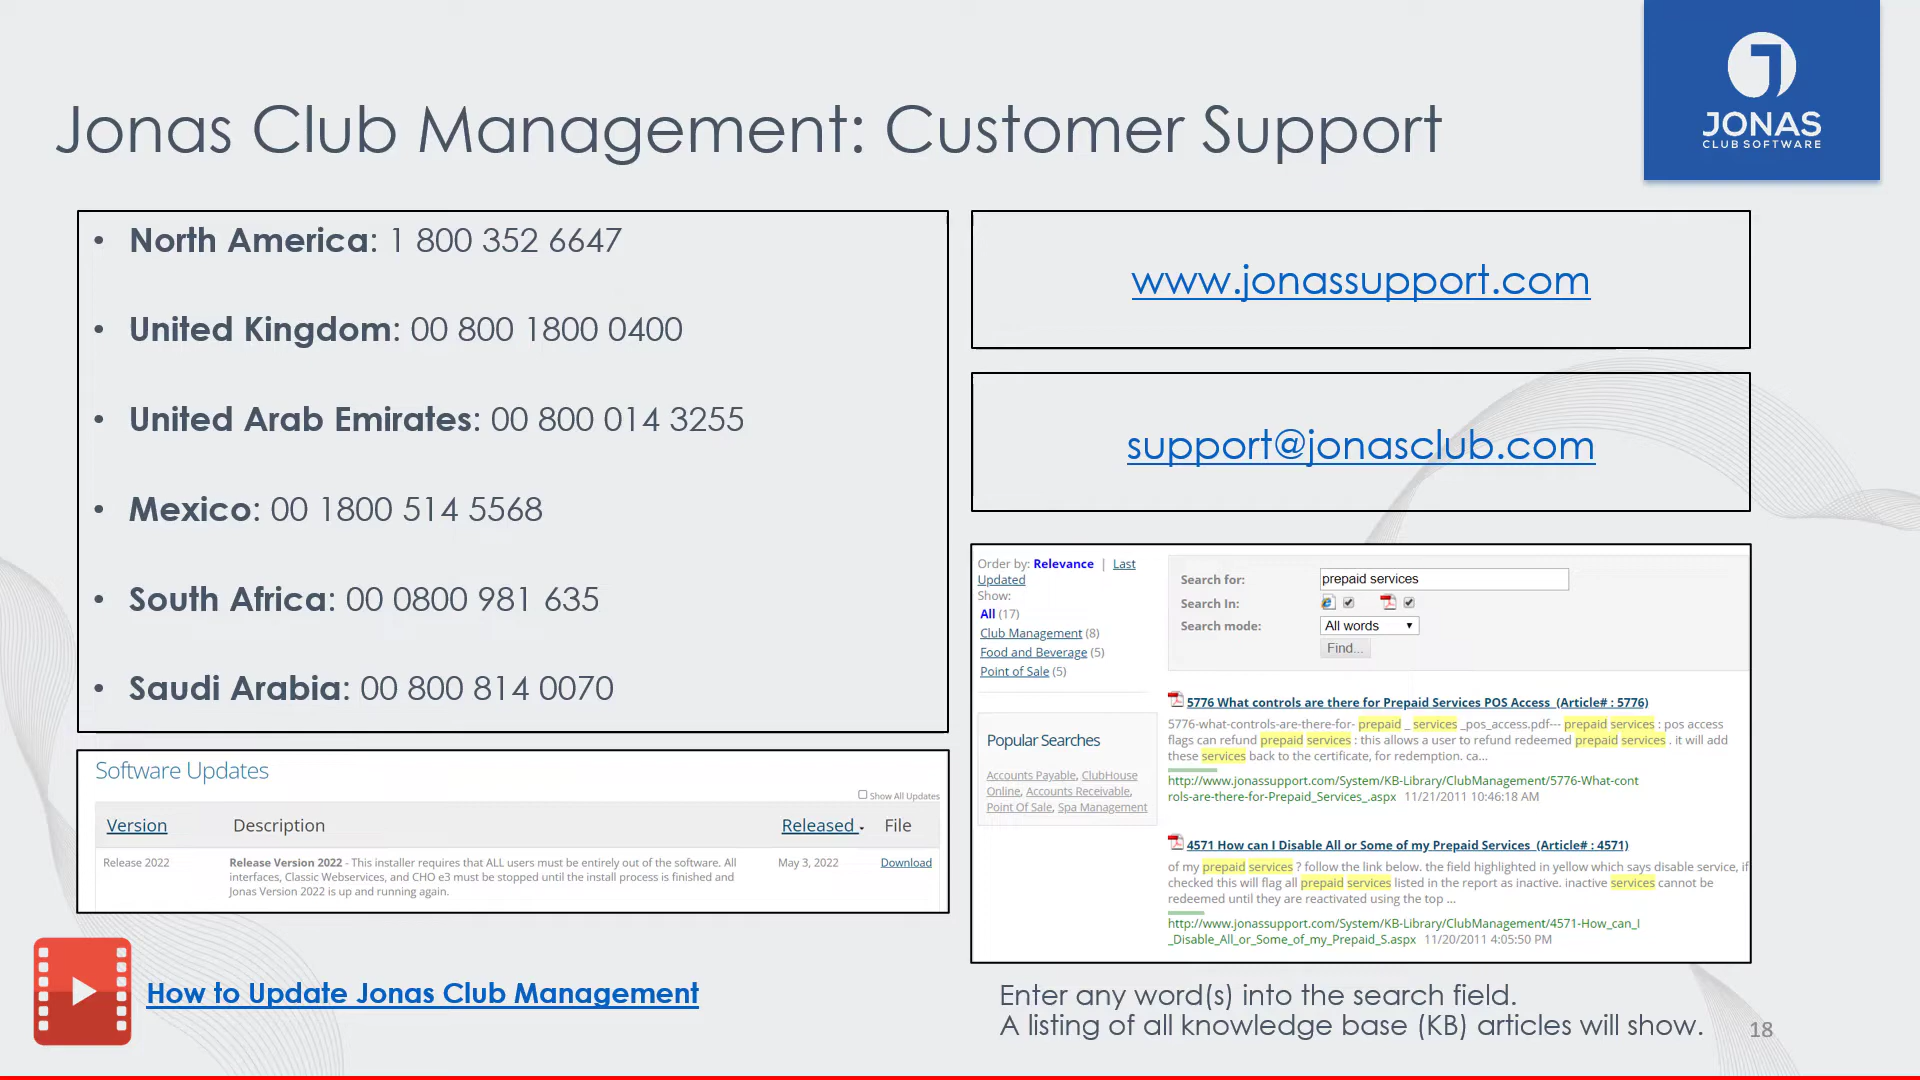 Jonas Club Management: Customer Support
JONAS
CLUB SOFTWARE
• North America: 1 800 352 6647
• United Kingdom: 00 800 1800 0400
• United Arab Emirates: 00 800 014 3255
• Mexico: 00 1800 514 5568
• South Africa: 00 0800 981 635
• Saudi Arabia: 00 800 814 0070
www.jonassupport.com
support@jonasclub.com
Software Updates
Show All Updates
Version Description Released File
Release 2022 Release Version 2022 - This installer requires that ALL users must be entirely out of the software. All May 3, 2022 Download
interfaces, Classic Webservices, and CHO e3 must be stopped until the install process is finished and
Jonas Version 2022 is up and running again.
How to Update Jonas Club Management
Order by: Relevance | Last
Updated
Show:
All (17)
Club Management (8)
Food and Beverage (5)
Point of Sale (5)
Popular Searches
Accounts Payable, ClubHouse
Online, Accounts Receivable,
Point Of Sale, Spa Management
Search for: prepaid services
Search In:
Search mode: All words
Find...
5776 What controls are there for Prepaid Services POS Access (Article# : 5776)
5776-what-controls-are-there-for- prepaid _ services _pos_access.pdf--- prepaid services : pos access
flags can refund prepaid services : this allows a user to refund redeemed prepaid services . it will add
these services back to the certificate, for redemption. ca...
http://www.jonassupport.com/System/KB-Library/ClubManagement/5776-What-cont
rols-are-there-for-Prepaid_Services_.aspx 11/21/2011 10:46:18 AM
4571 How can I Disable All or Some of my Prepaid Services (Article# : 4571)
of my prepaid services ? follow the link below. the field highlighted in yellow which says disable service, if
checked this will flag all prepaid services listed in the report as inactive. inactive services cannot be
redeemed until they are reactivated using the top ...
http://www.jonassupport.com/System/KB-Library/ClubManagement/4571-How_can_I
_Disable_All_or_Some_of_my_Prepaid_S.aspx 11/20/2011 4:05:50 PM
Enter any word(s) into the search field.
A listing of all knowledge base (KB) articles will show.
18